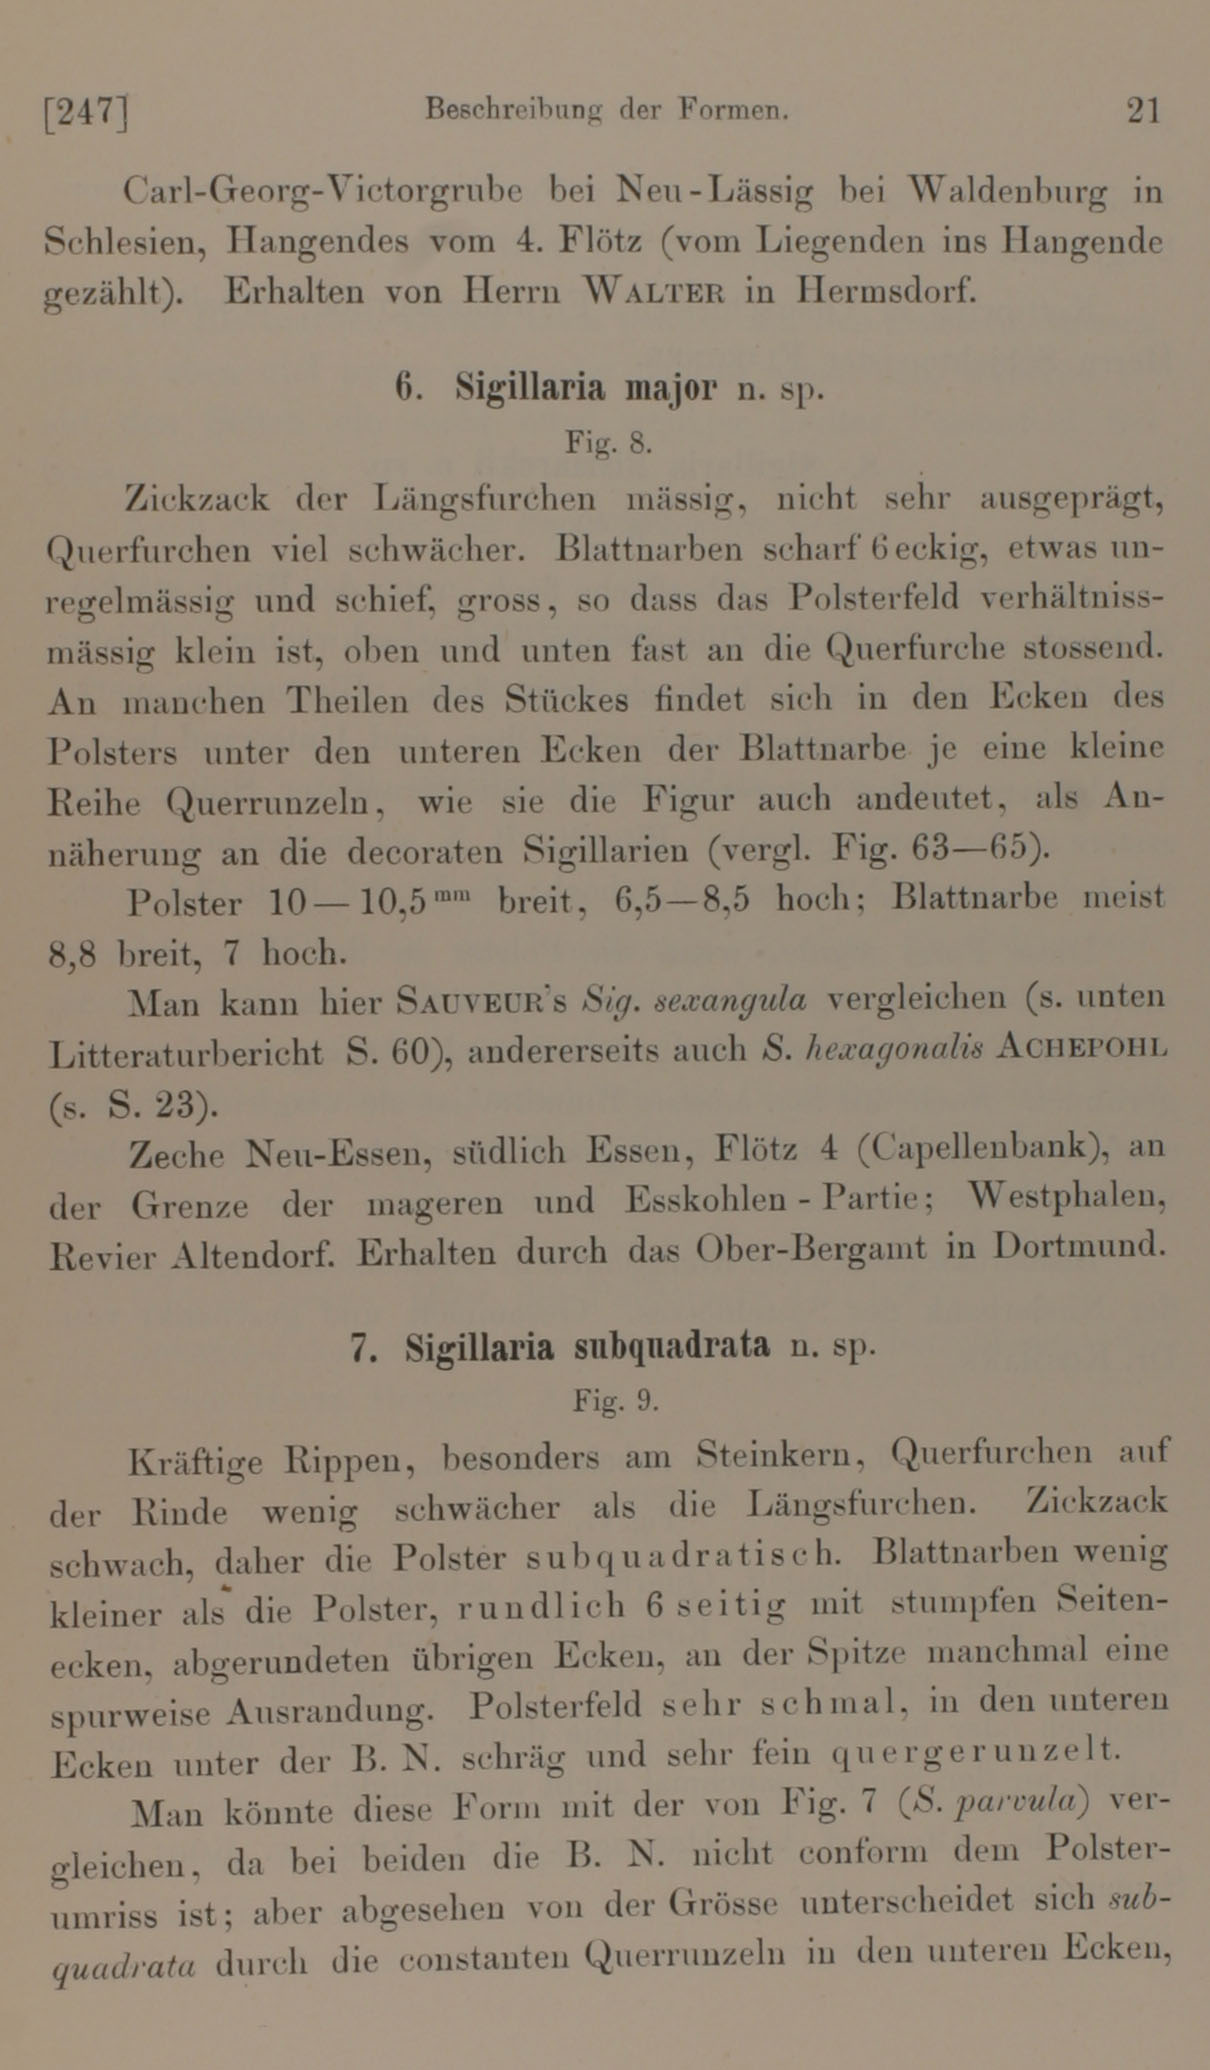 [247] Beschreibung der Formen. 21
Carl-Georg-Victorgrube bei Neu-Lässig bei Waldenburg in
Schlesien, Hangendes vom 4. Flötz (vom Liegenden ins Hangende
gezählt). Erhalten von Herrn WALTER in Hermsdorf.
6. Sigillaria major n. sp.
Fig. 8.
Zickzack der Längsfurchen mässig, nicht sehr ausgeprägt,
Querfurchen viel schwächer. Blattnarben scharf 6eckig, etwas un-
regelmässig und schief, gross, so dass das Polsterfeld verhältniss-
mässig klein ist, oben und unten fast an die Querfurche stossend.
An manchen Theilen des Stückes findet sich in den Ecken des
Polsters unter den unteren Ecken der Blattnarbe je eine kleine
Reihe Querrunzeln, wie sie die Figur auch andeutet, als An-
näherung an die decoraten Sigillarien (vergl. Fig. 63—65).
Polster 10—10,5mm breit, 6,5—8,5 hoch; Blattnarbe meist
8,8 breit, 7 hoch.
Man kann hier SAUVEUR's Sig. sexangula vergleichen (s. unten
Litteraturbericht S. 60), andererseits auch S. hexagonalis ACHEPOHL
(s. S. 23).
Zeche Neu-Essen, südlich Essen, Flötz 4 (Capellenbank), an
der Grenze der mageren und Esskohlen-Partie; Westphalen,
Revier Altendorf. Erhalten durch das Ober-Bergamt in Dortmund.
7. Sigillaria subquadrata n. sp.
Fig. 9.
Kräftige Rippen, besonders am Steinkern, Querfurchen auf
der Rinde wenig schwächer als die Längsfurchen. Zickzack
schwach, daher die Polster subquadratisch. Blattnarben wenig
kleiner als die Polster, rundlich 6seitig mit stumpfen Seiten-
ecken, abgerundeten übrigen Ecken, an der Spitze manchmal eine
spurweise Ausrandung. Polsterfeld sehr schmal, in den unteren
Ecken unter der B. N. schräg und sehr fein quergerunzelt.
Man könnte diese Form mit der von Fig. 7 (S. parvula) ver-
gleichen, da bei beiden die B. N. nicht conform dem Polster-
umriss ist; aber abgesehen von der Grösse unterscheidet sich sub-
quadrata durch die constanten Querrunzeln in den unteren Ecken,